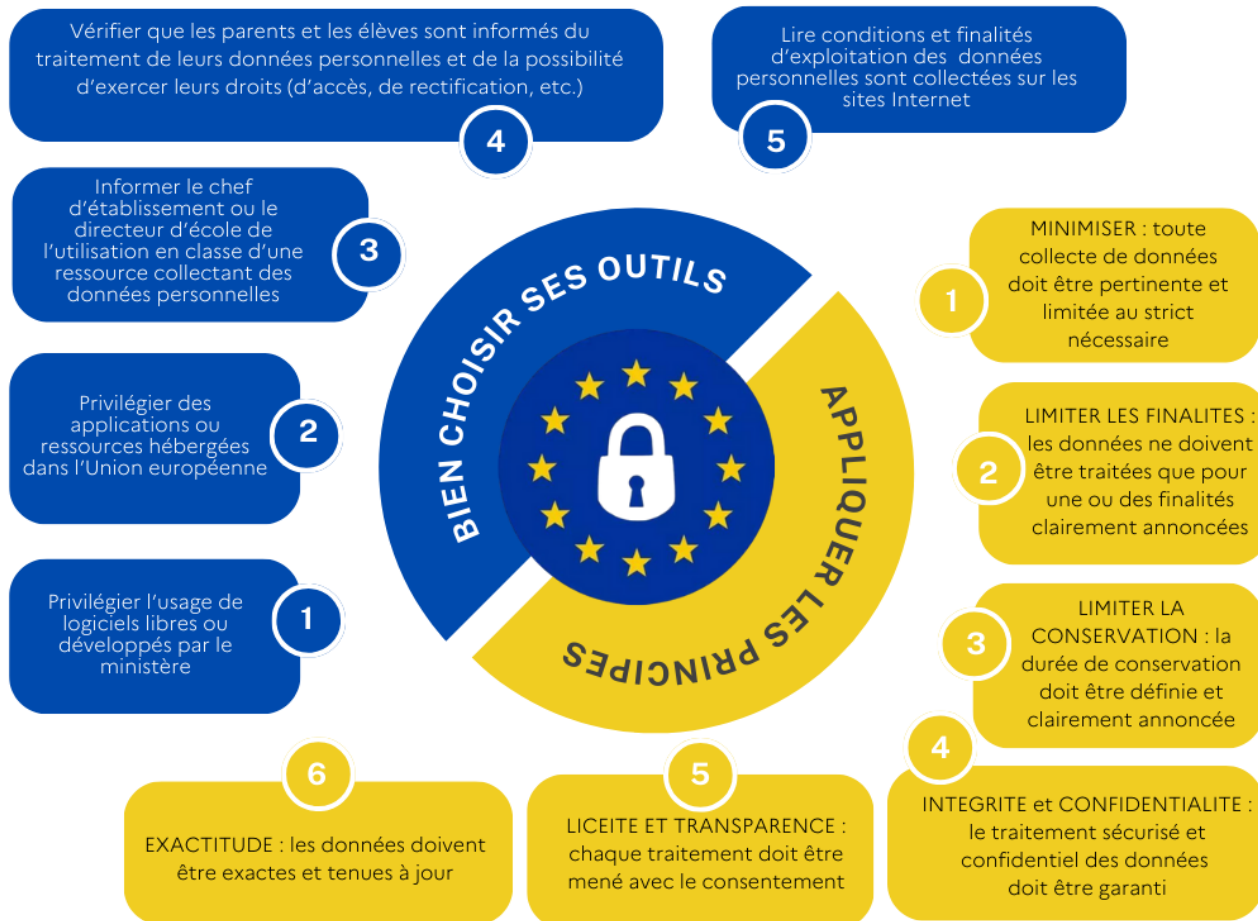 Vérifier que les parents et les élèves sont informés du
traitement de leurs données personnelles et de la possibilité
d'exercer leurs droits (d'accès, de rectification, etc.)
4
Lire conditions et finalités
d'exploitation des données
personnelles sont collectées sur les
sites Internet
5
Informer le chef
d'établissement ou le
directeur d'école de
l'utilisation en classe d'une
ressource collectant des
données personnelles
3
Privilégier des
applications ou
ressources hébergées
dans l'Union européenne
2
Privilégier l'usage de
logiciels libres ou
développés par le
ministère
1
BIEN CHOISIR SES OUTILS
APPLIQUER LES PRINCIPES
1
MINIMISER : toute
collecte de données
doit être pertinente et
limitée au strict
nécessaire
2
LIMITER LES FINALITES :
les données ne doivent
être traitées que pour
une ou des finalités
clairement annoncées
3
LIMITER LA
CONSERVATION : la
durée de conservation
doit être définie et
clairement annoncée
4
INTEGRITE et CONFIDENTIALITE :
le traitement sécurisé et
confidentiel des données
doit être garanti
5
LICEITE ET TRANSPARENCE :
chaque traitement doit être
mené avec le consentement
6
EXACTITUDE : les données doivent
être exactes et tenues à jour